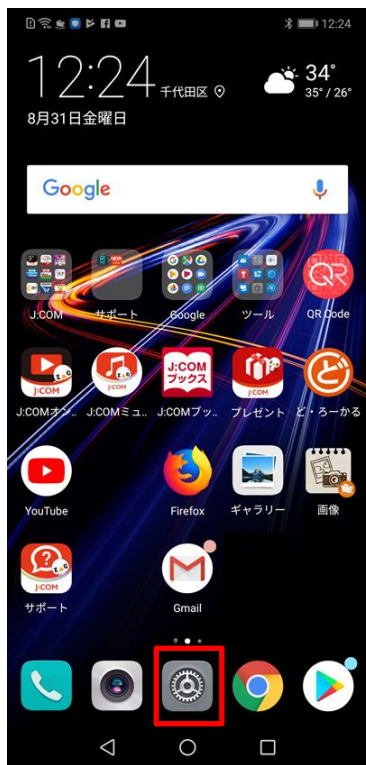 12:24
12:24
千代田区
34°
35° / 26°
8月31日金曜日
Google
J:COM
サポート
Google
ツール
QR Code
QR
J:COM
J:COM
J:COM
ブックス
J:COM
ど
J:COMオン..
J:COMミュ..
J:COMブッ..
プレゼント
ど・ろーかる
YouTube
Firefox
ギャラリー
画像
J:COM
サポート
Gmail